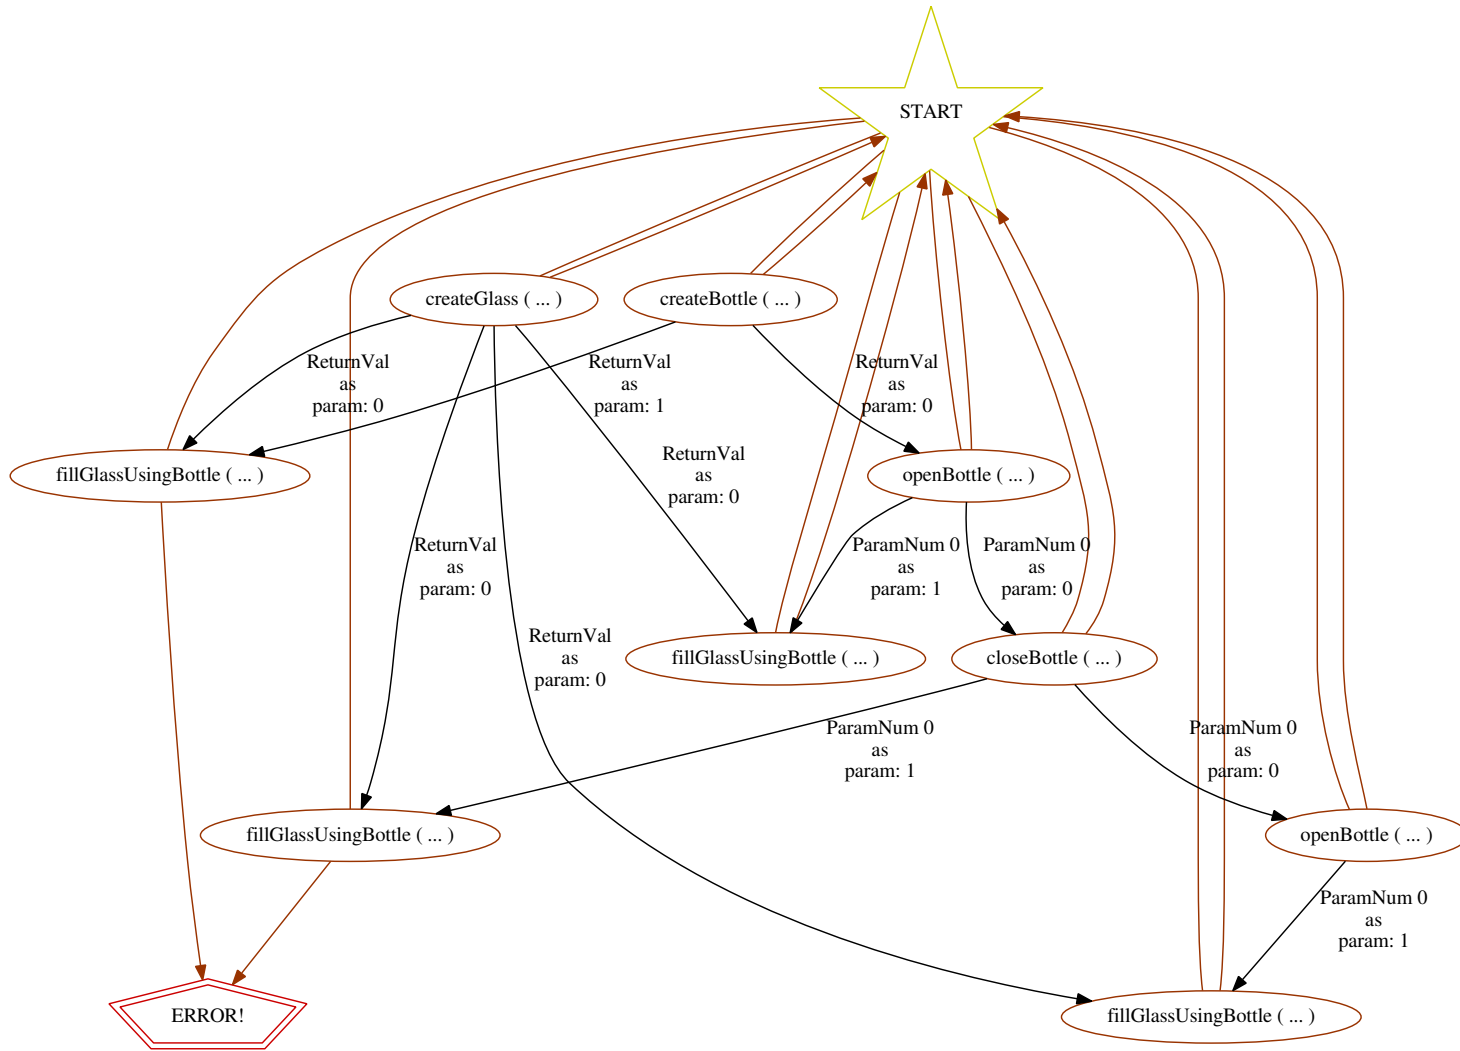 START
createGlass ( ... )
createBottle ( ... )
ReturnVal
as
param: 0
ReturnVal
as
param: 1
ReturnVal
as
param: 0
fillGlassUsingBottle ( ... )
ReturnVal
as
param: 0
openBottle ( ... )
ReturnVal
as
param: 0
ParamNum 0
as
param: 1
ParamNum 0
as
param: 0
ReturnVal
as
param: 0
fillGlassUsingBottle ( ... )
closeBottle ( ... )
ParamNum 0
as
param: 1
ParamNum 0
as
param: 0
fillGlassUsingBottle ( ... )
openBottle ( ... )
ParamNum 0
as
param: 1
ERROR!
fillGlassUsingBottle ( ... )